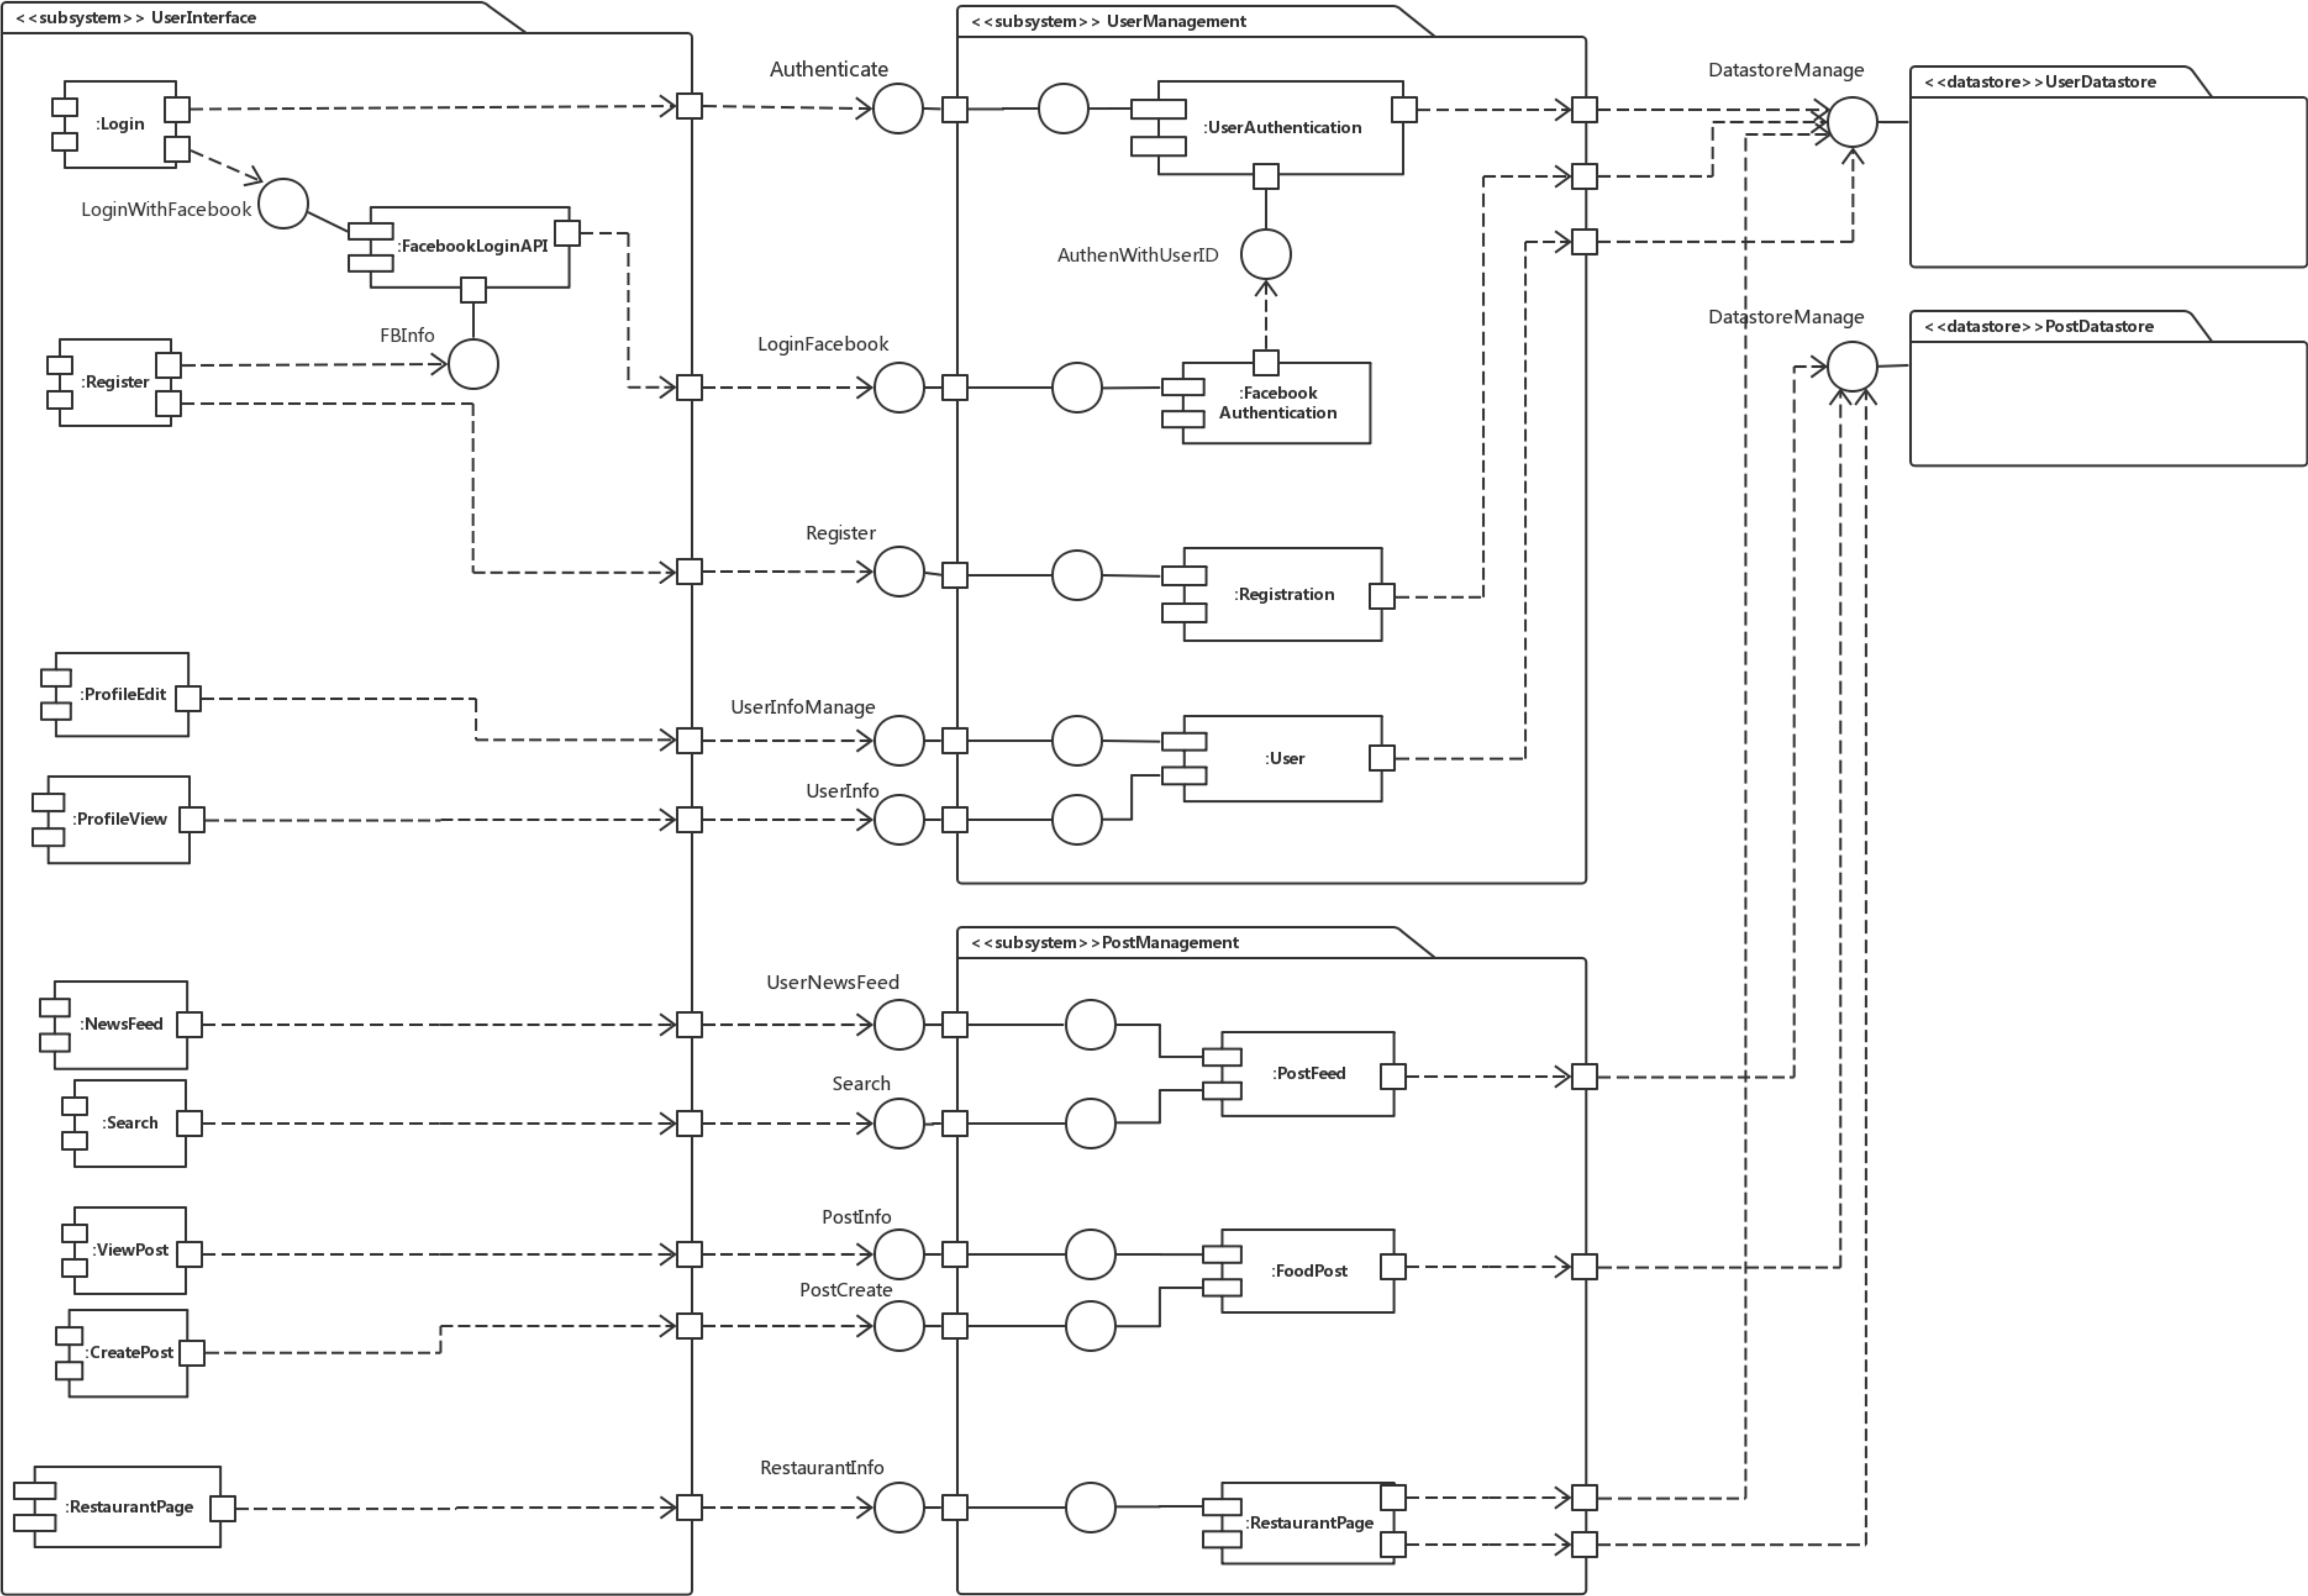 <<subsystem>> UserInterface
:Login
LoginWithFacebook
:FacebookLoginAPI
FBInfo
:Register
:ProfileEdit
:ProfileView
:NewsFeed
:Search
:ViewPost
:CreatePost
:RestaurantPage
Authenticate
LoginFacebook
Register
UserInfoManage
UserInfo
UserNewsFeed
Search
PostInfo
PostCreate
RestaurantInfo
<<subsystem>> UserManagement
:UserAuthentication
AuthenWithUserID
:Facebook
Authentication
:Registration
:User
<<subsystem>>PostManagement
:PostFeed
:FoodPost
:RestaurantPage
DatastoreManage
<<datastore>>UserDatastore
DatastoreManage
<<datastore>>PostDatastore